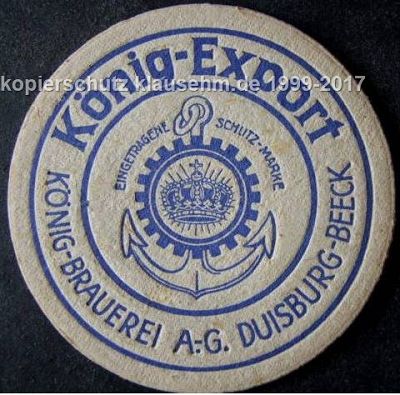 König-Export
kopierschutz klausehm.de 1999-2017
EINGETRAGENE SCHUTZ-MARKE
KÖNIG-BRAUEREI A.-G. DUISBURG-BEECK